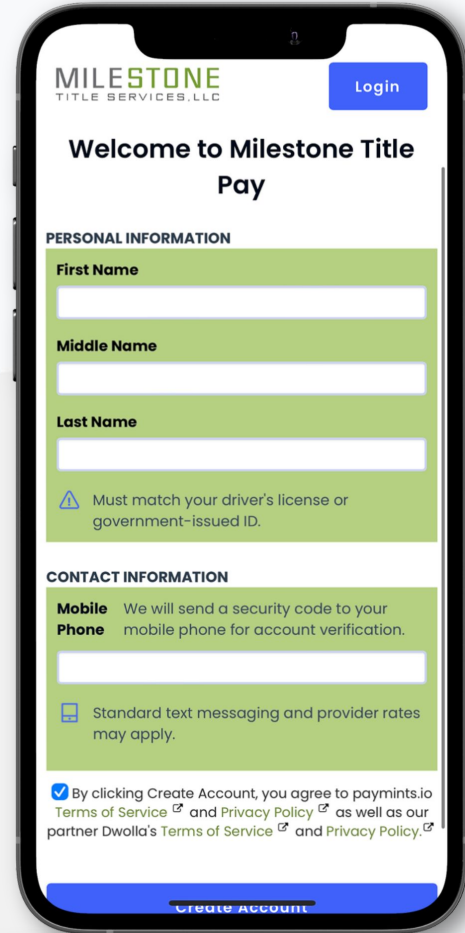 MILESTONE
TITLE SERVICES, LLC
Login
Welcome to Milestone Title
Pay
PERSONAL INFORMATION
First Name
Middle Name
Last Name
Must match your driver's license or
government-issued ID.
CONTACT INFORMATION
Mobile Phone
We will send a security code to your
mobile phone for account verification.
Standard text messaging and provider rates
may apply.
By clicking Create Account, you agree to paymints.io
Terms of Service and Privacy Policy as well as our
partner Dwolla's Terms of Service and Privacy Policy.
Create Account